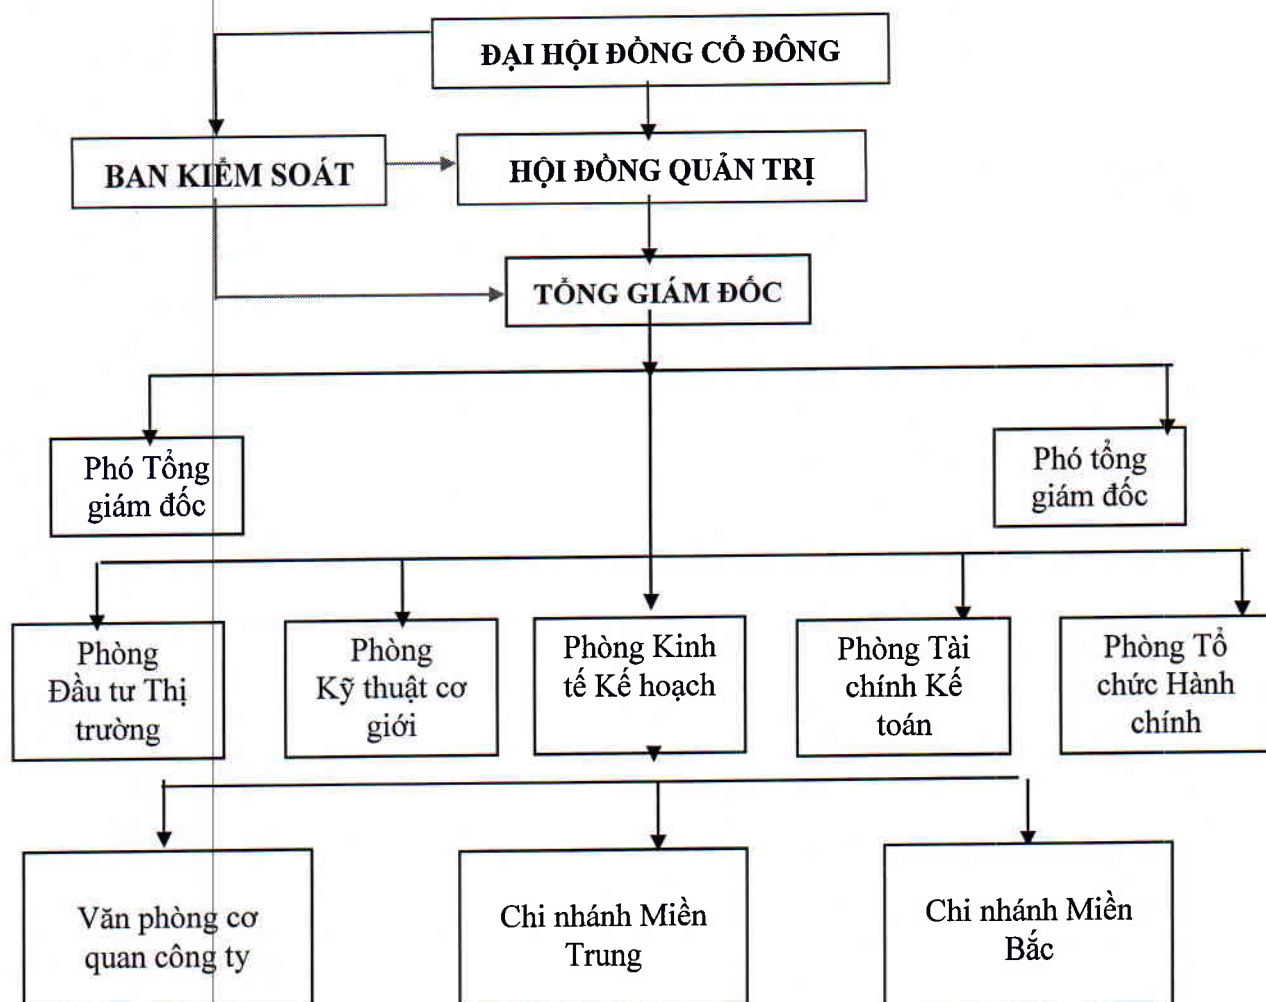 ĐẠI HỘI ĐỒNG CỔ ĐÔNG
BAN KIỂM SOÁT
HỘI ĐỒNG QUẢN TRỊ
TỔNG GIÁM ĐỐC
Phó Tổng
giám đốc
Phó tổng
giám đốc
Phòng
Đầu tư Thị
trường
Phòng
Kỹ thuật cơ
giới
Phòng Kinh
tế Kế hoạch
Phòng Tài
chính Kế
toán
Phòng Tổ
chức Hành
chính
Văn phòng cơ
quan công ty
Chi nhánh Miền
Trung
Chi nhánh Miền
Bắc